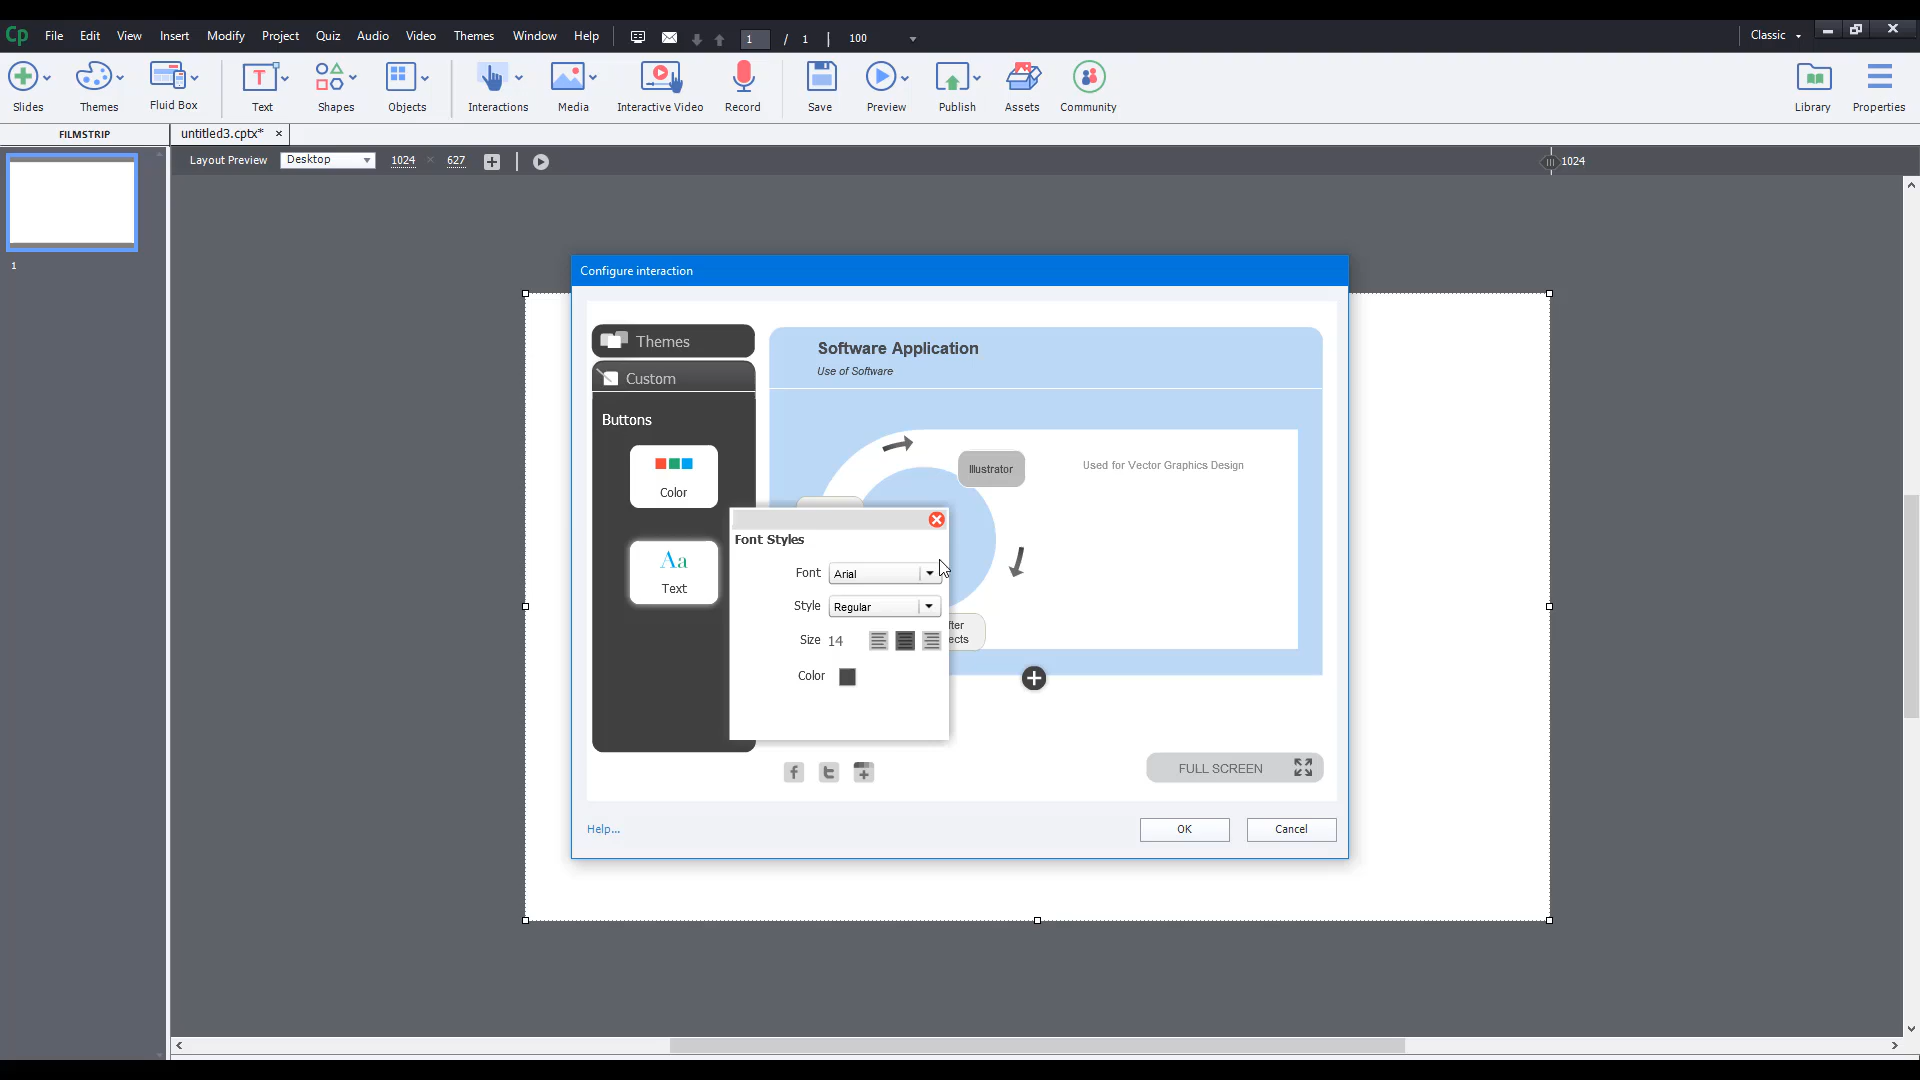 Cp File Edit View Insert Modify Project Quiz Audio Video Themes Window Help 1 / 1 100 Classic
Slides Themes Fluid Box Text Shapes Objects Interactions Media Interactive Video Record Save Preview Publish Assets Community Library Properties
FILMSTRIP untitled3.cptx* ×
Layout Preview Desktop 1024 × 627 1024
1
Configure interaction
Themes
Custom
Buttons
Color
Aa
Text
Software Application
Use of Software
Illustrator
Used for Vector Graphics Design
Font Styles
Font Arial
Style Regular
Size 14
Color
fter
ects
FULL SCREEN
Help... OK Cancel